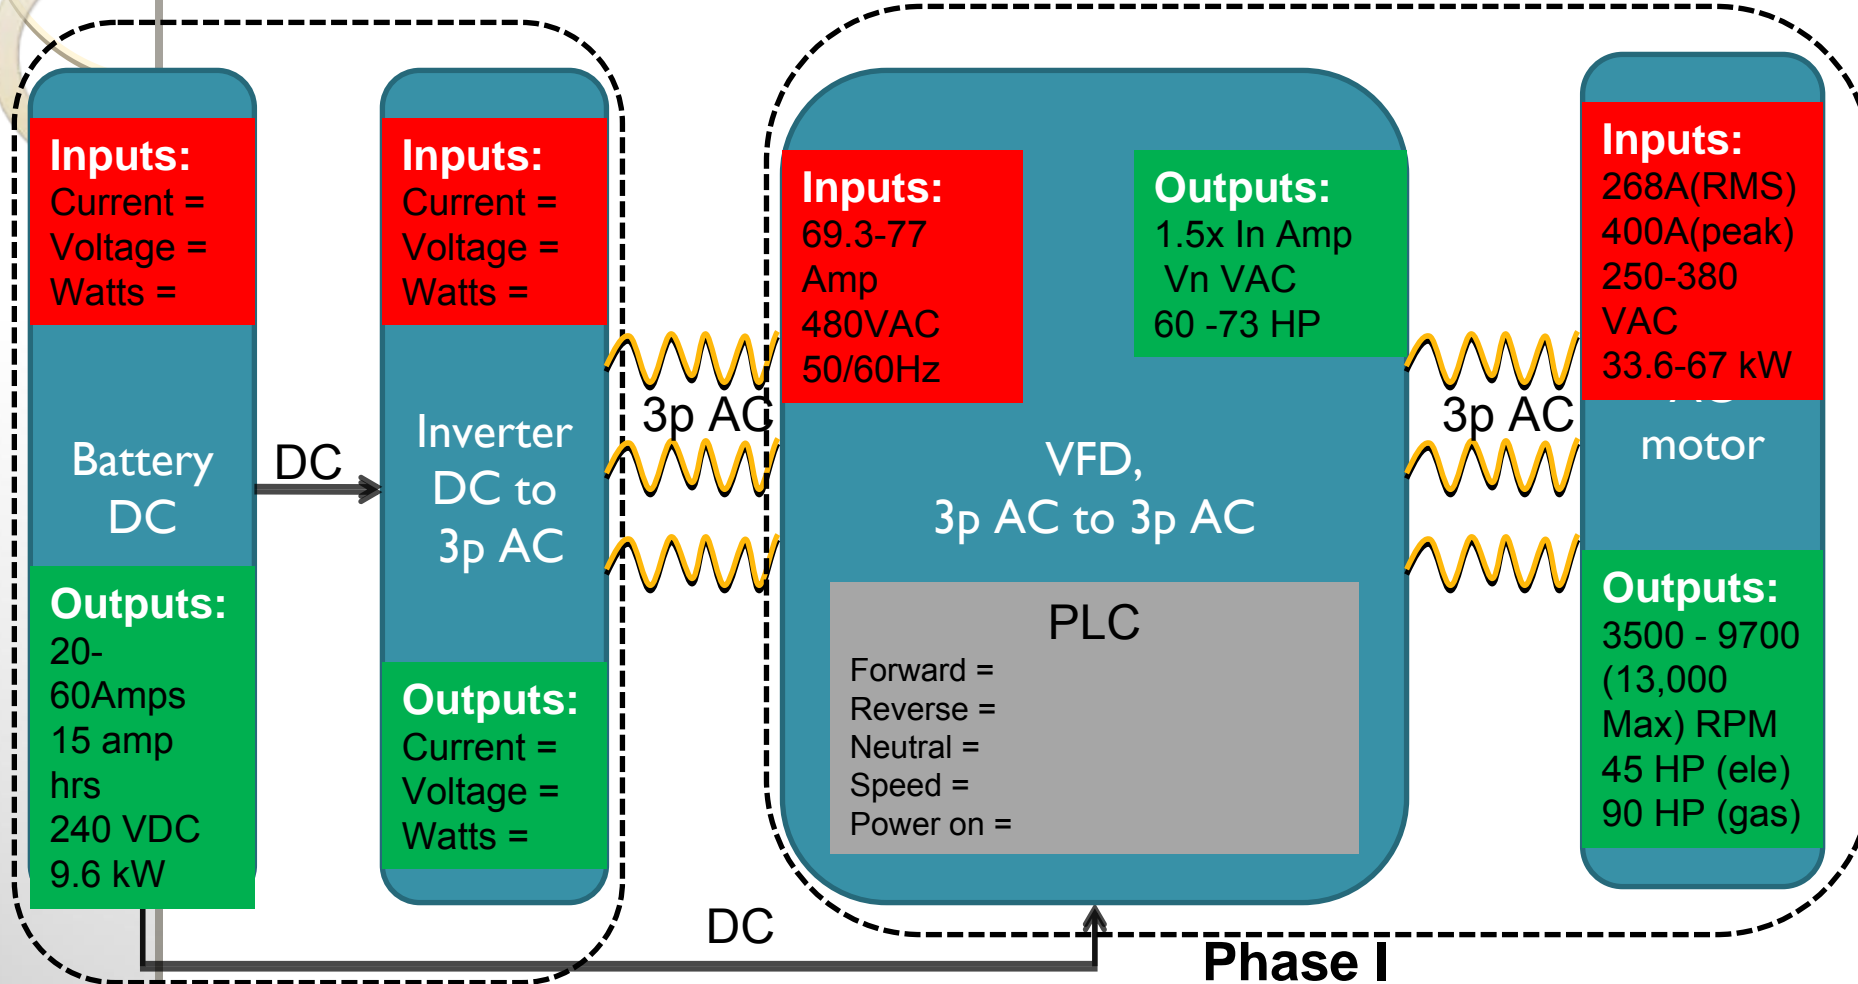 Inputs:
Current =
Voltage =
Watts =
Battery
DC
Outputs:
20-
60Amps
15 amp
hrs
240 VDC
9.6 kW
DC
Inputs:
Current =
Voltage =
Watts =
Inverter
DC to
3p AC
Outputs:
Current =
Voltage =
Watts =
3p AC
Inputs:
69.3-77
Amp
480VAC
50/60Hz
Outputs:
1.5x In Amp
Vn VAC
60 -73 HP
VFD,
3p AC to 3p AC
PLC
Forward =
Reverse =
Neutral =
Speed =
Power on =
3p AC
Inputs:
268A(RMS)
400A(peak)
250-380
VAC
33.6-67 kW
motor
Outputs:
3500 - 9700
(13,000
Max) RPM
45 HP (ele)
90 HP (gas)
DC
Phase I